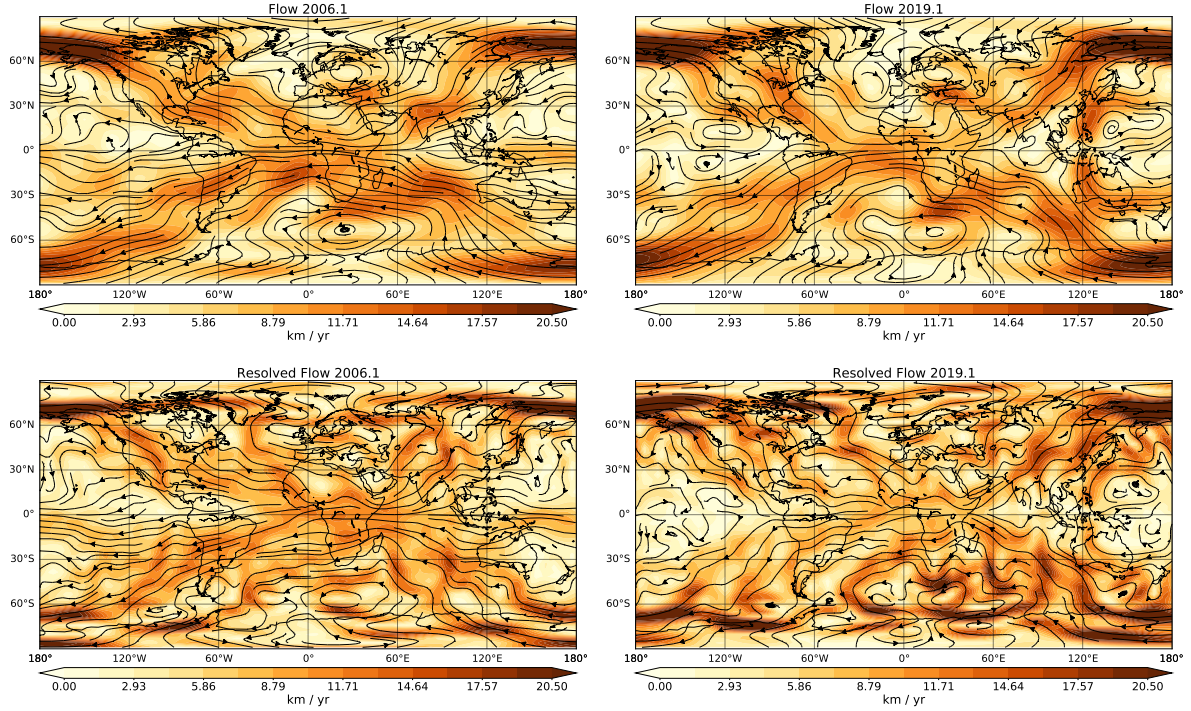 Flow 2006.1
60°N
30°N
0°
30°S
60°S
180° 120°W 60°W 0° 60°E 120°E 180°
0.00 2.93 5.86 8.79 11.71 14.64 17.57 20.50
km / yr
Flow 2019.1
60°N
30°N
0°
30°S
60°S
180° 120°W 60°W 0° 60°E 120°E 180°
0.00 2.93 5.86 8.79 11.71 14.64 17.57 20.50
km / yr
Resolved Flow 2006.1
60°N
30°N
0°
30°S
60°S
180° 120°W 60°W 0° 60°E 120°E 180°
0.00 2.93 5.86 8.79 11.71 14.64 17.57 20.50
km / yr
Resolved Flow 2019.1
60°N
30°N
0°
30°S
60°S
180° 120°W 60°W 0° 60°E 120°E 180°
0.00 2.93 5.86 8.79 11.71 14.64 17.57 20.50
km / yr